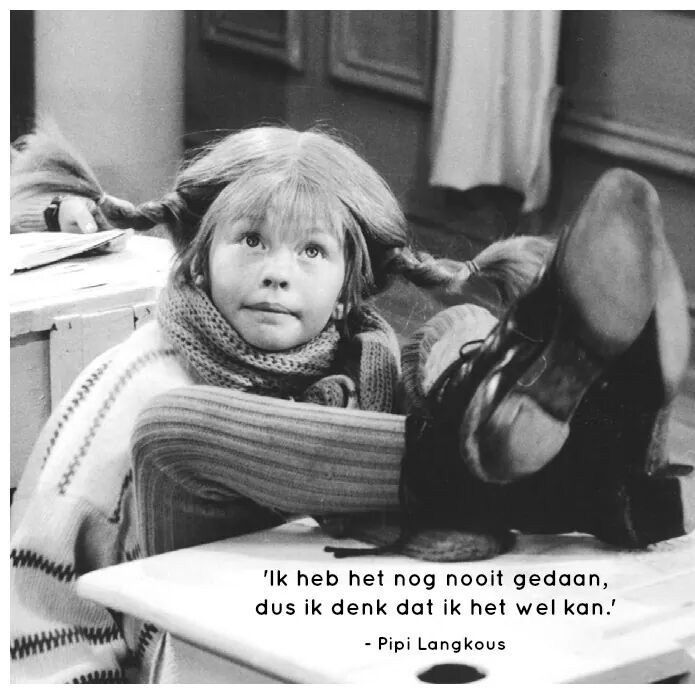 'Ik heb het nog nooit gedaan,
dus ik denk dat ik het wel kan.'
- Pipi Langkous